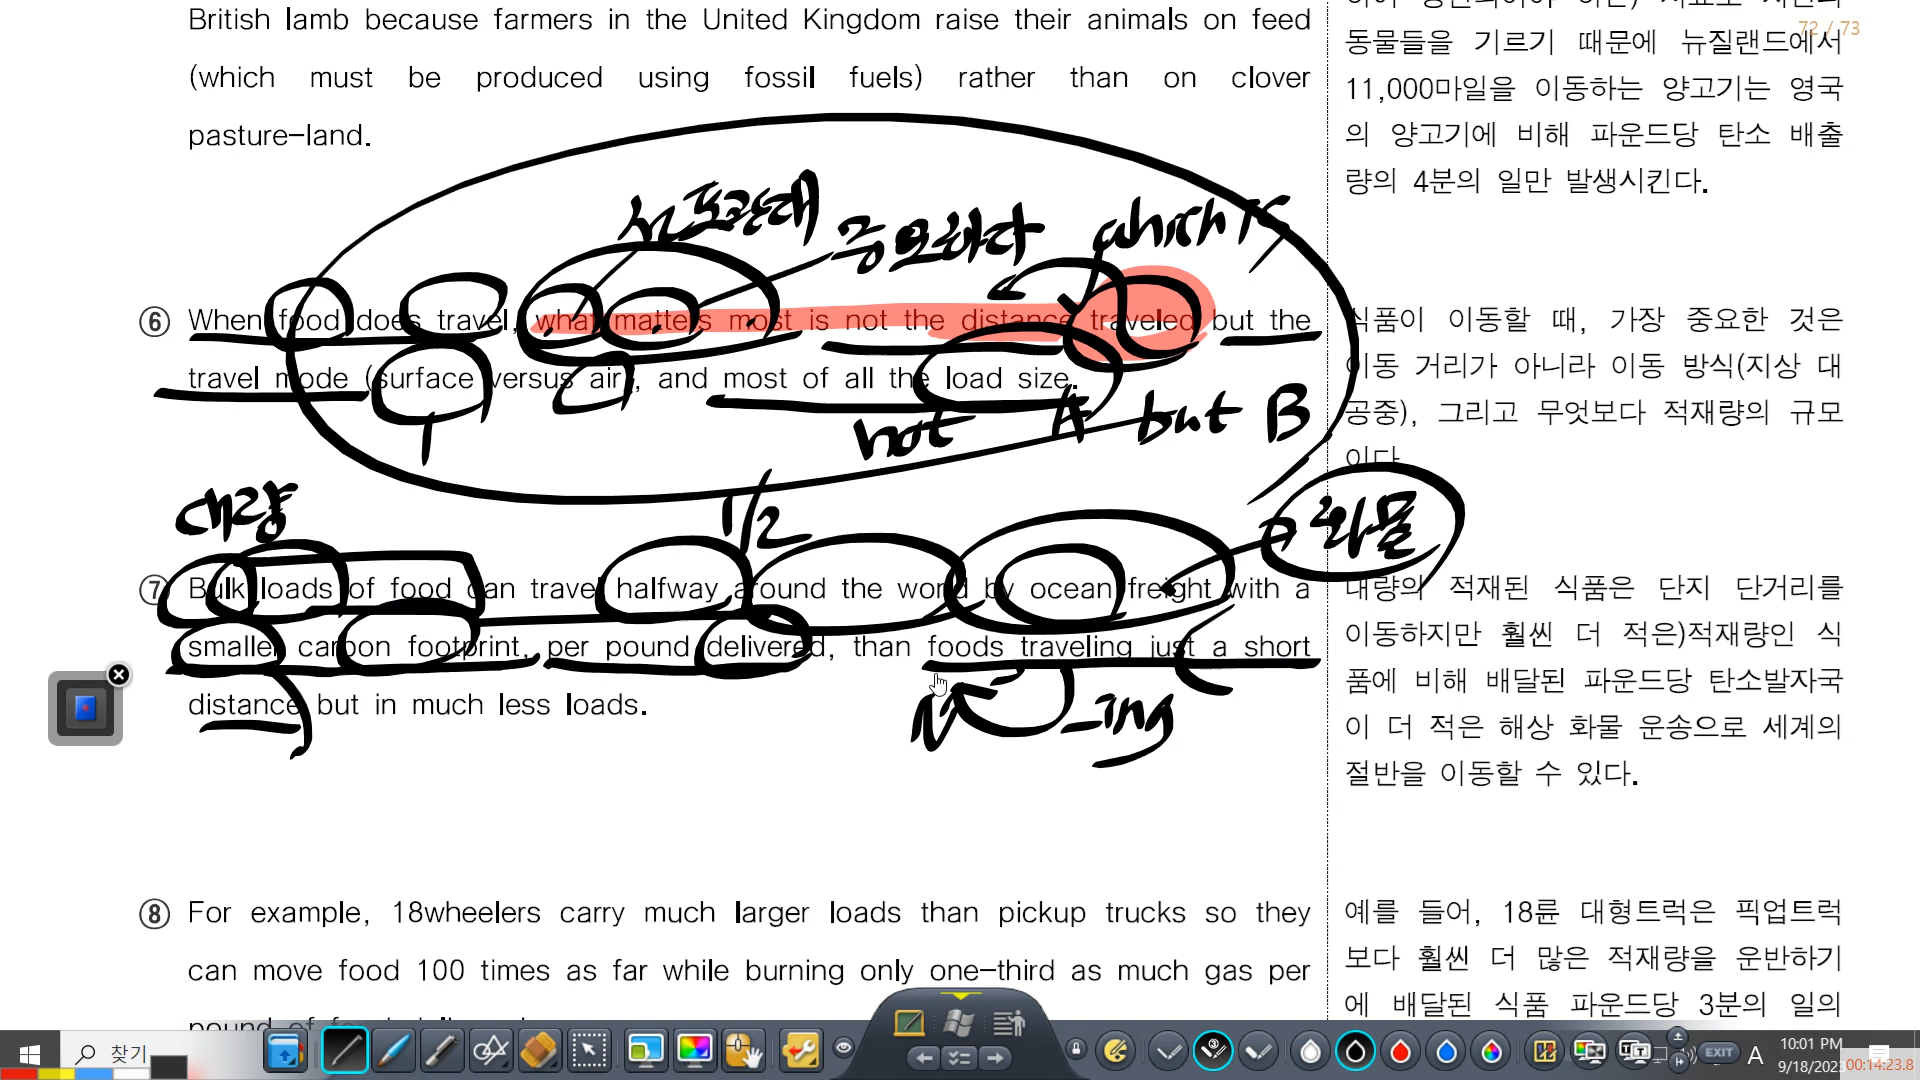 British lamb because farmers in the United Kingdom raise their animals on feed
(which must be produced using fossil fuels) rather than on clover
pasture-land.
72 / 73
동물들을 기르기 때문에 뉴질랜드에서
11,000마일을 이동하는 양고기는 영국
의 양고기에 비해 파운드당 탄소 배출
량의 4분의 일만 발생시킨다.
선포관대
중요하다
which is
⑥ When food does travel, what matters most is not the distance traveled but the
travel mode (surface versus air), and most of all the load size.
not A but B
식품이 이동할 때, 가장 중요한 것은
이동 거리가 아니라 이동 방식(지상 대
공중), 그리고 무엇보다 적재량의 규모
이다
대량
1/2
화물
⑦ Bulk loads of food can travel halfway around the world by ocean freight with a
smaller carbon footprint, per pound delivered, than foods traveling just a short
distance but in much less loads.
N
-ing
대량의 적재된 식품은 단지 단거리를
이동하지만 훨씬 더 적은)적재량인 식
품에 비해 배달된 파운드당 탄소발자국
이 더 적은 해상 화물 운송으로 세계의
절반을 이동할 수 있다.
⑧ For example, 18wheelers carry much larger loads than pickup trucks so they
can move food 100 times as far while burning only one-third as much gas per
예를 들어, 18륜 대형트럭은 픽업트럭
보다 훨씬 더 많은 적재량을 운반하기
에 배달된 식품 파운드당 3분의 일의
찾기
EXIT
A
10:01 PM
00:14:23.8